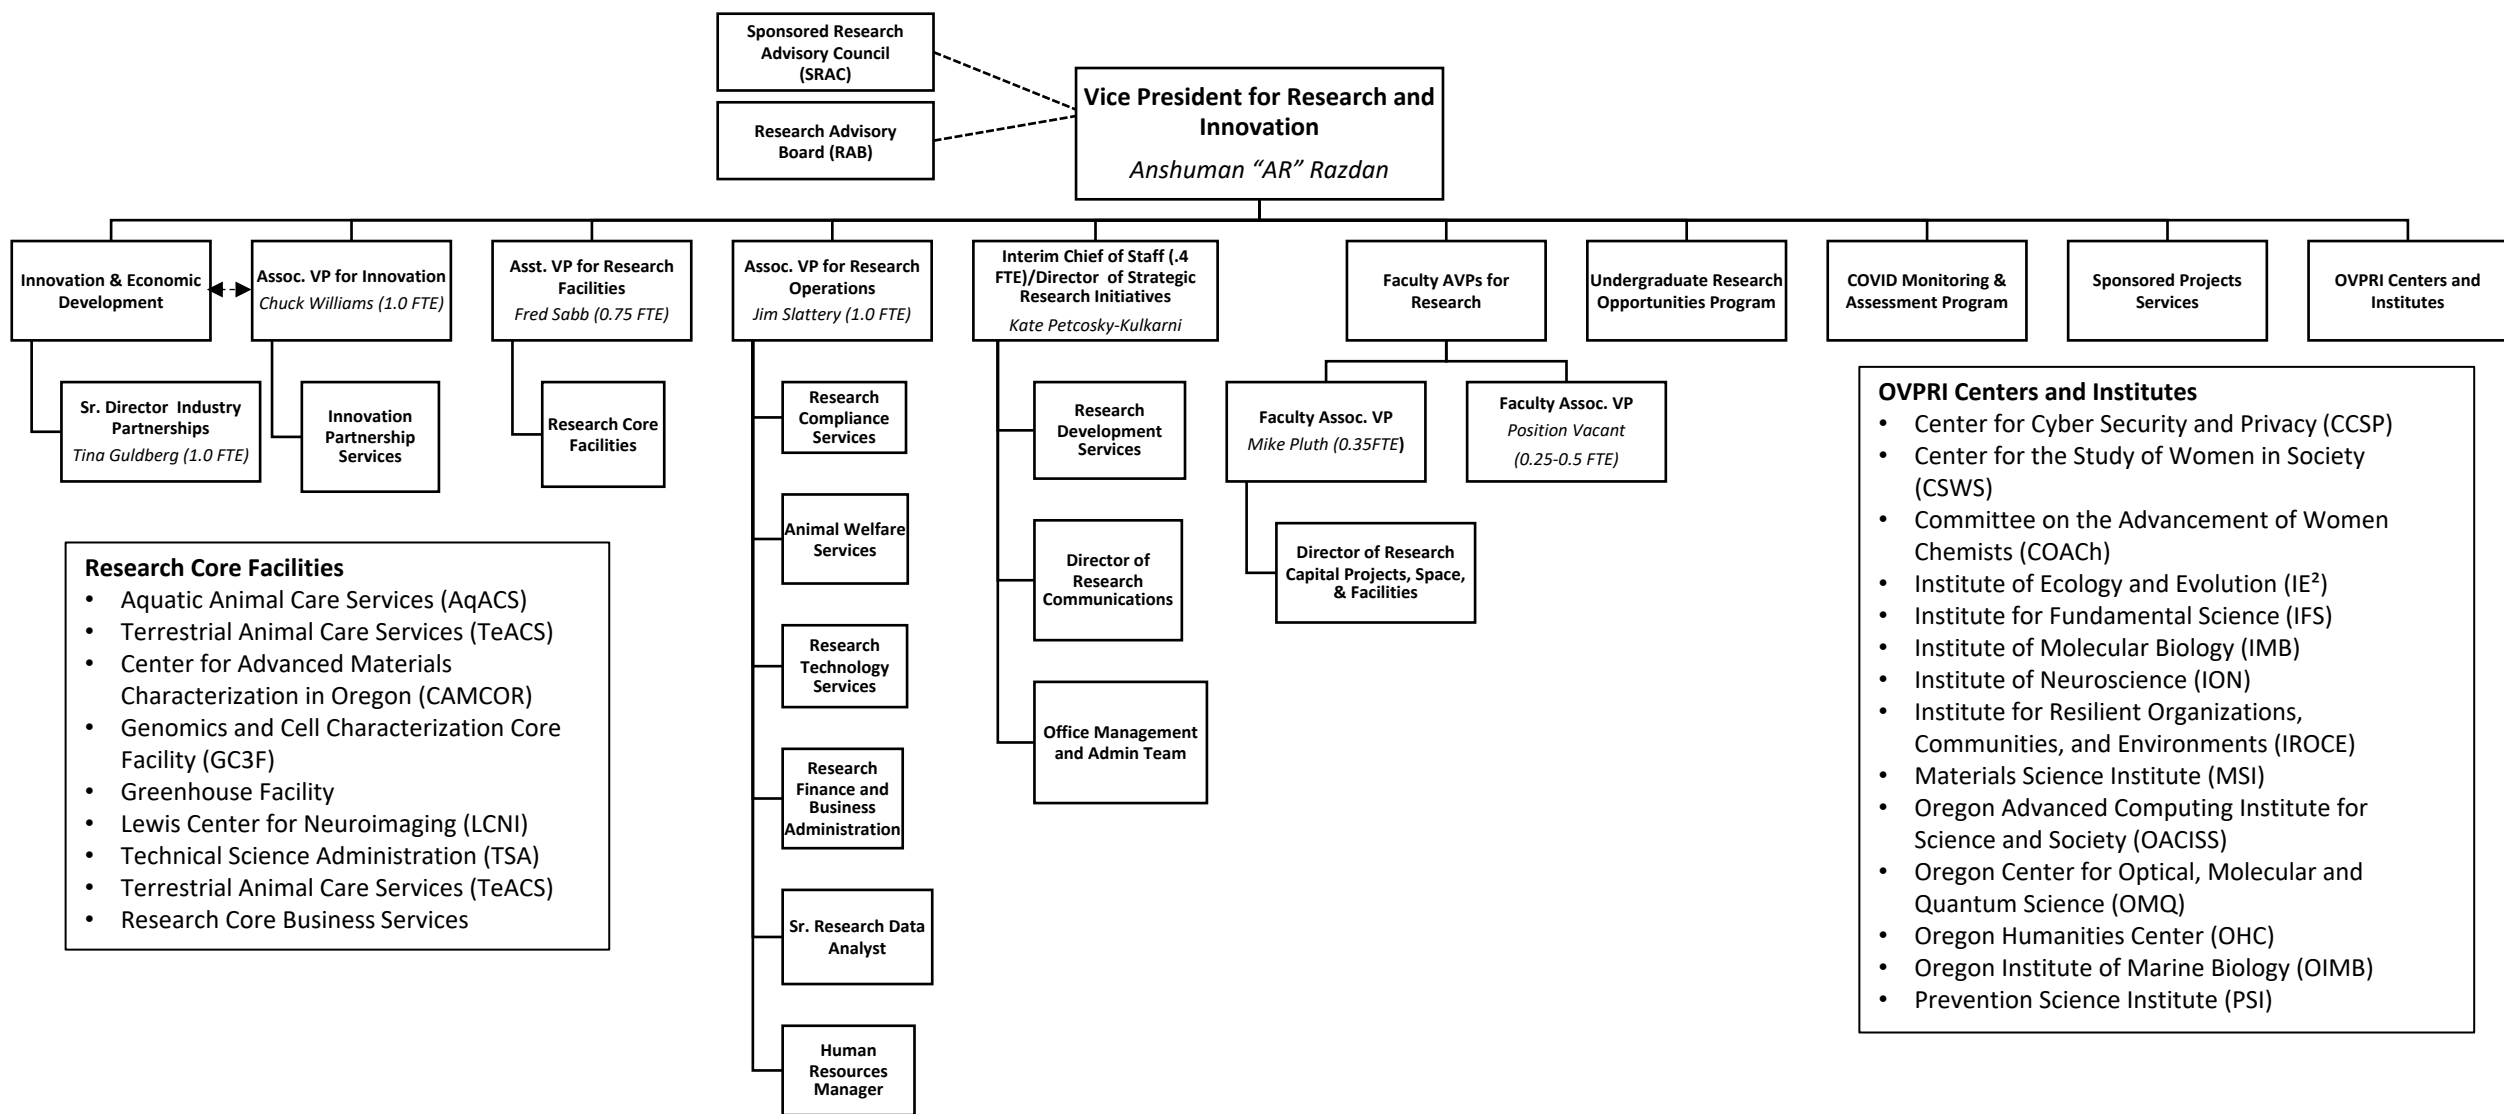 Sponsored Research
Advisory Council
(SRAC)
Research Advisory
Board (RAB)
Vice President for Research and
Innovation
Anshuman “AR” Razdan
Innovation & Economic
Development
Assoc. VP for Innovation
Chuck Williams (1.0 FTE)
Asst. VP for Research
Facilities
Fred Sabb (0.75 FTE)
Assoc. VP for Research
Operations
Jim Slattery (1.0 FTE)
Interim Chief of Staff (.4
FTE)/Director of Strategic
Research Initiatives
Kate Petcosky-Kulkarni
Faculty AVPs for
Research
Undergraduate Research
Opportunities Program
COVID Monitoring &
Assessment Program
Sponsored Projects
Services
OVPRI Centers and
Institutes
Sr. Director Industry
Partnerships
Tina Guldberg (1.0 FTE)
Innovation
Partnership
Services
Research Core
Facilities
Research
Compliance
Services
Animal Welfare
Services
Research
Technology
Services
Research
Finance and
Business
Administration
Sr. Research Data
Analyst
Human
Resources
Manager
Research
Development
Services
Director of
Research
Communications
Office Management
and Admin Team
Faculty Assoc. VP
Mike Pluth (0.35FTE)
Faculty Assoc. VP
Position Vacant
(0.25-0.5 FTE)
Director of Research
Capital Projects, Space,
& Facilities
Research Core Facilities
• Aquatic Animal Care Services (AqACS)
• Terrestrial Animal Care Services (TeACS)
• Center for Advanced Materials
Characterization in Oregon (CAMCOR)
• Genomics and Cell Characterization Core
Facility (GC3F)
• Greenhouse Facility
• Lewis Center for Neuroimaging (LCNI)
• Technical Science Administration (TSA)
• Terrestrial Animal Care Services (TeACS)
• Research Core Business Services
OVPRI Centers and Institutes
• Center for Cyber Security and Privacy (CCSP)
• Center for the Study of Women in Society
(CSWS)
• Committee on the Advancement of Women
Chemists (COACh)
• Institute of Ecology and Evolution (IE²)
• Institute for Fundamental Science (IFS)
• Institute of Molecular Biology (IMB)
• Institute of Neuroscience (ION)
• Institute for Resilient Organizations,
Communities, and Environments (IROCE)
• Materials Science Institute (MSI)
• Oregon Advanced Computing Institute for
Science and Society (OACISS)
• Oregon Center for Optical, Molecular and
Quantum Science (OMQ)
• Oregon Humanities Center (OHC)
• Oregon Institute of Marine Biology (OIMB)
• Prevention Science Institute (PSI)